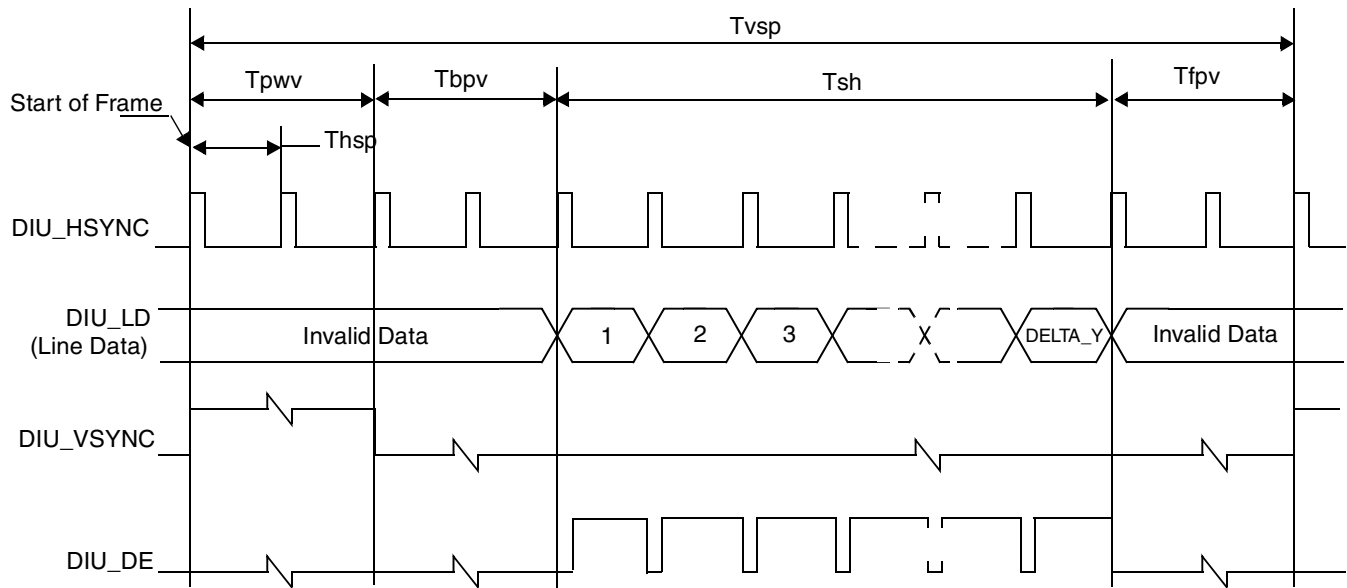 Tvsp
Tpwv Tbpv Tsh Tfpv
Start of Frame
Thsp
DIU_HSYNC
DIU_LD
(Line Data)
Invalid Data 1 2 3 DELTA_Y Invalid Data
DIU_VSYNC
DIU_DE